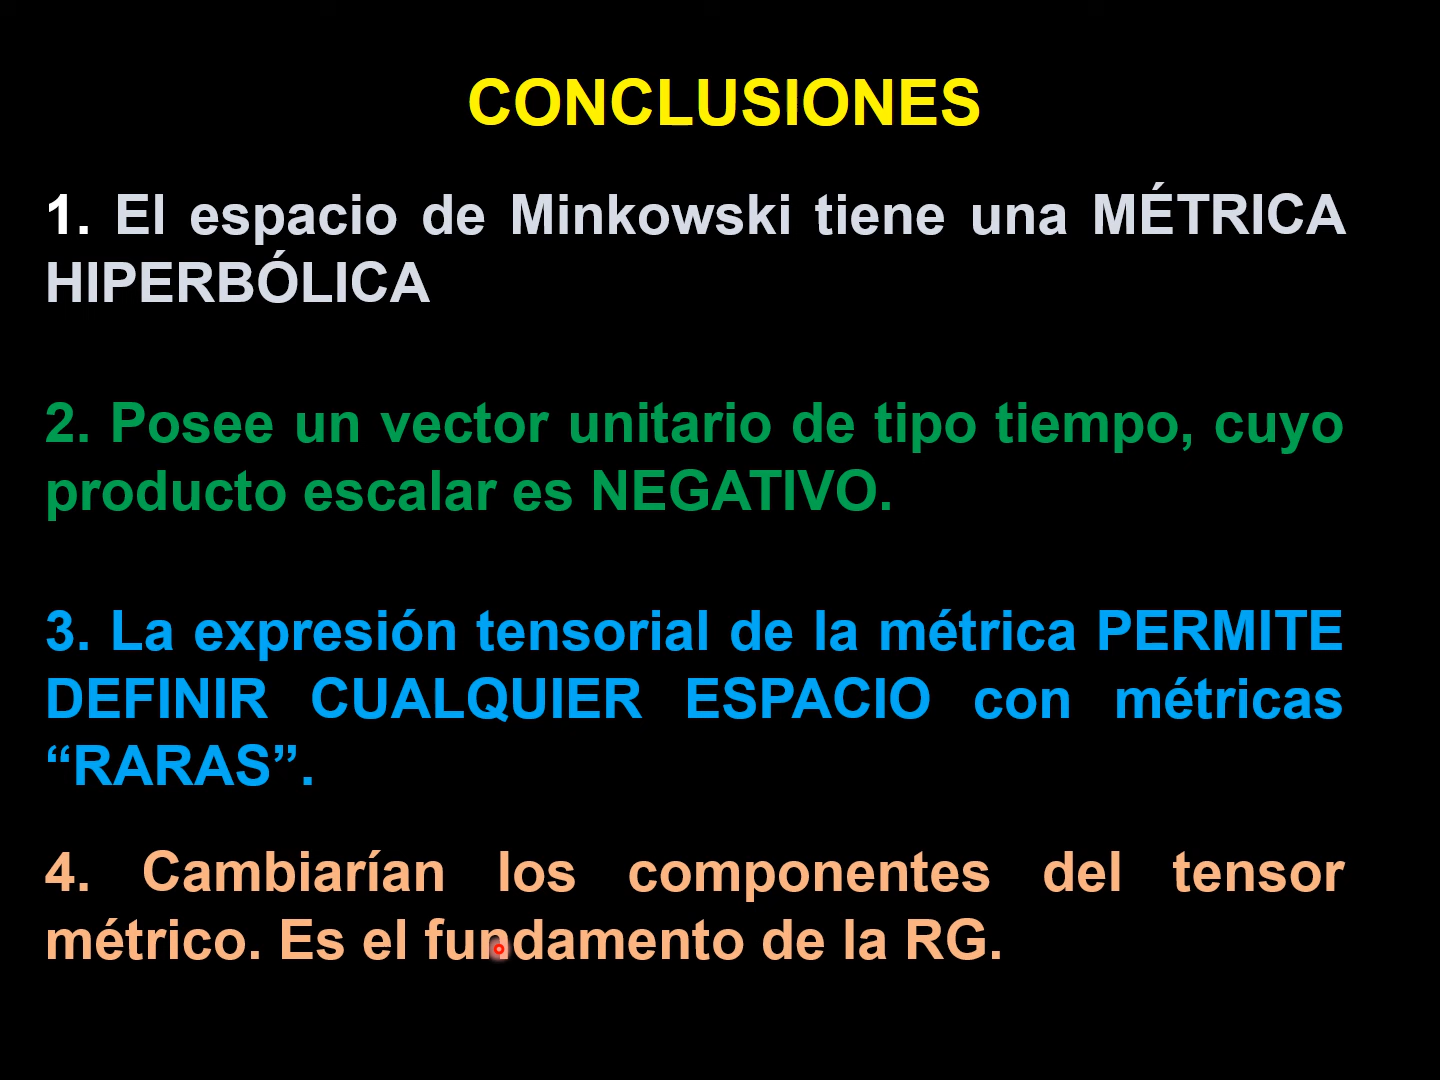 CONCLUSIONES
1. El espacio de Minkowski tiene una MÉTRICA
HIPERBÓLICA
2. Posee un vector unitario de tipo tiempo, cuyo
producto escalar es NEGATIVO.
3. La expresión tensorial de la métrica PERMITE
DEFINIR CUALQUIER ESPACIO con métricas
“RARAS”.
4. Cambiarían los componentes del tensor
métrico. Es el fundamento de la RG.